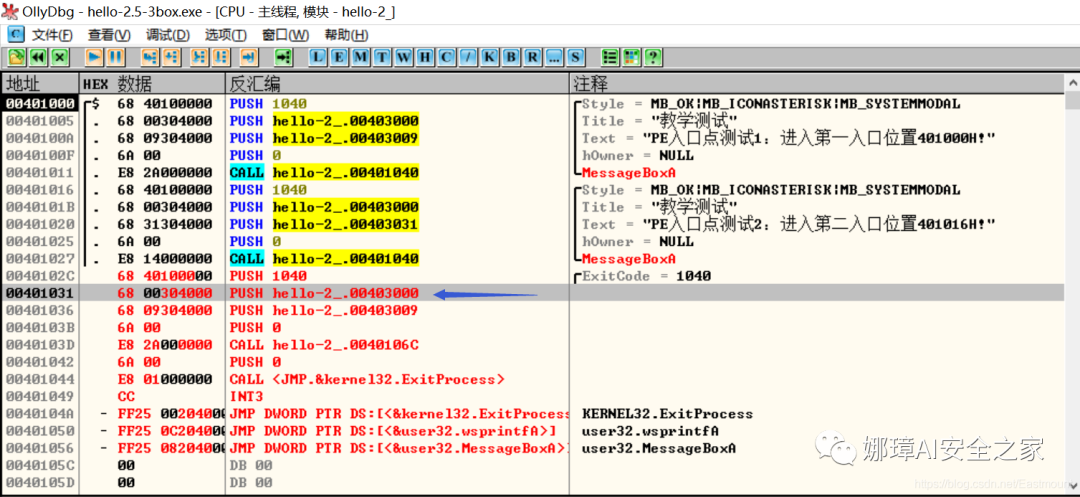 OllyDbg - hello-2.5-3box.exe - [CPU - 主线程, 模块 - hello-2_]
C 文件(F) 查看(V) 调试(D) 选项(T) 窗口(W) 帮助(H)
L E M T W H C / K B R ... S ?
地址 HEX 数据 反汇编 注释
00401000 $ 68 40100000 PUSH 1040 Style = MB_OK|MB_ICONASTERISK|MB_SYSTEMMODAL
00401005 . 68 00304000 PUSH hello-2_.00403000 Title = "教学测试"
0040100A . 68 09304000 PUSH hello-2_.00403009 Text = "PE入口点测试1：进入第一入口位置401000H!"
0040100F . 6A 00 PUSH 0 hOwner = NULL
00401011 . E8 2A000000 CALL hello-2_.00401040 MessageBoxA
00401016 . 68 40100000 PUSH 1040 Style = MB_OK|MB_ICONASTERISK|MB_SYSTEMMODAL
0040101B . 68 00304000 PUSH hello-2_.00403000 Title = "教学测试"
00401020 . 68 31304000 PUSH hello-2_.00403031 Text = "PE入口点测试2：进入第二入口位置401016H!"
00401025 . 6A 00 PUSH 0 hOwner = NULL
00401027 . E8 14000000 CALL hello-2_.00401040 MessageBoxA
0040102C 68 40100000 PUSH 1040 ExitCode = 1040
00401031 68 00304000 PUSH hello-2_.00403000
00401036 68 09304000 PUSH hello-2_.00403009
0040103B 6A 00 PUSH 0
0040103D E8 2A000000 CALL hello-2_.0040106C
00401042 6A 00 PUSH 0
00401044 E8 01000000 CALL <JMP.&kernel32.ExitProcess>
00401049 CC INT3
0040104A - FF25 00204000 JMP DWORD PTR DS:[<&kernel32.ExitProcess KERNEL32.ExitProcess
00401050 - FF25 0C204000 JMP DWORD PTR DS:[<&user32.wsprintfA>] user32.wsprintfA
00401056 - FF25 08204000 JMP DWORD PTR DS:[<&user32.MessageBoxA>] user32.MessageBoxA
0040105C 00 DB 00
0040105D 00 DB 00
娜璋AI安全之家